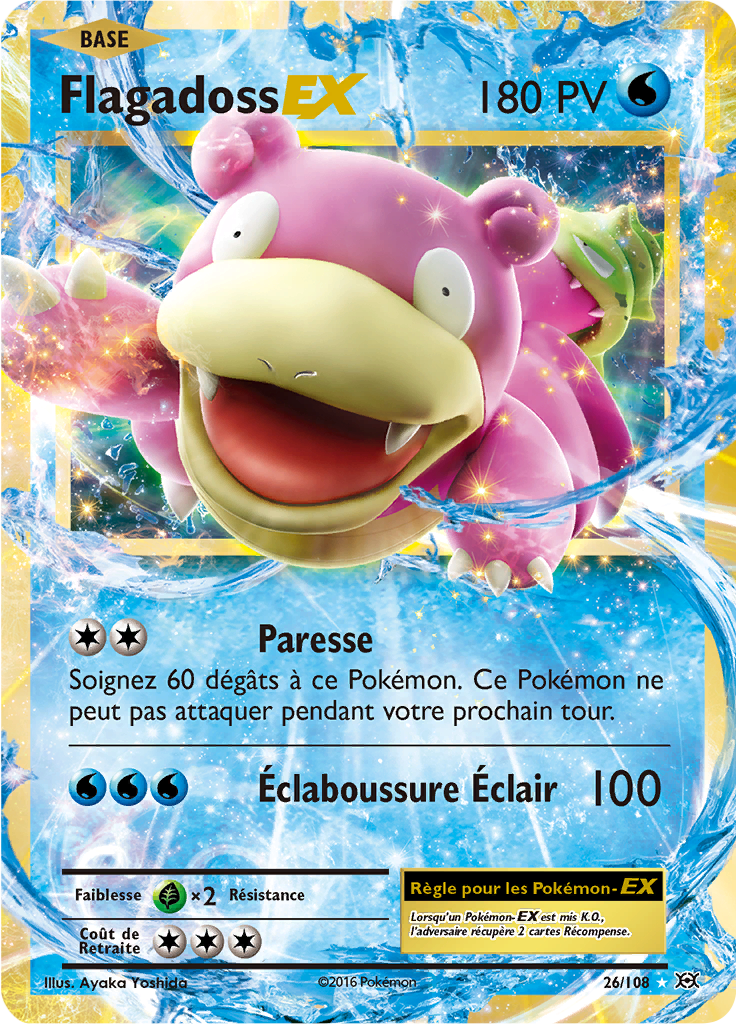 BASE
FlagadossEX 180 PV
Paresse
Soignez 60 dégâts à ce Pokémon. Ce Pokémon ne
peut pas attaquer pendant votre prochain tour.
Éclaboussure Éclair 100
Faiblesse ×2 Résistance
Règle pour les Pokémon-EX
Lorsqu'un Pokémon-EX est mis K.O.,
l'adversaire récupère 2 cartes Récompense.
Coût de
Retraite
Illus. Ayaka Yoshida ©2016 Pokémon 26/108